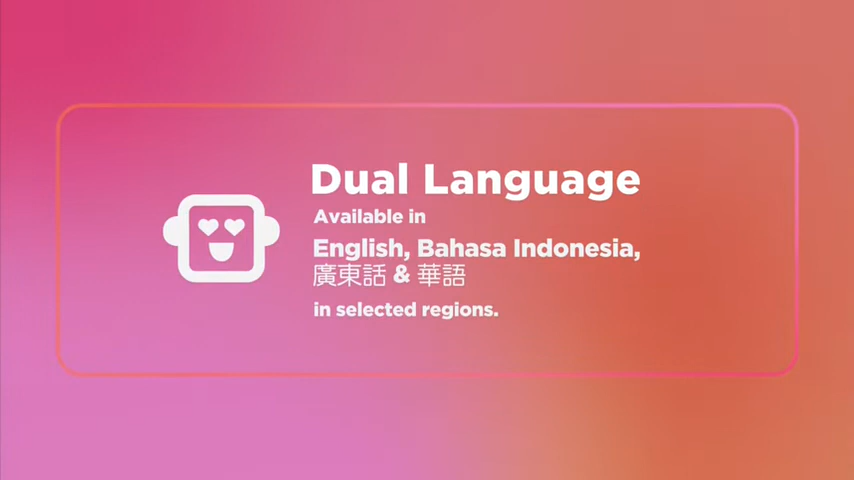 Dual Language
Available in
English, Bahasa Indonesia,
廣東話 & 華語
in selected regions.